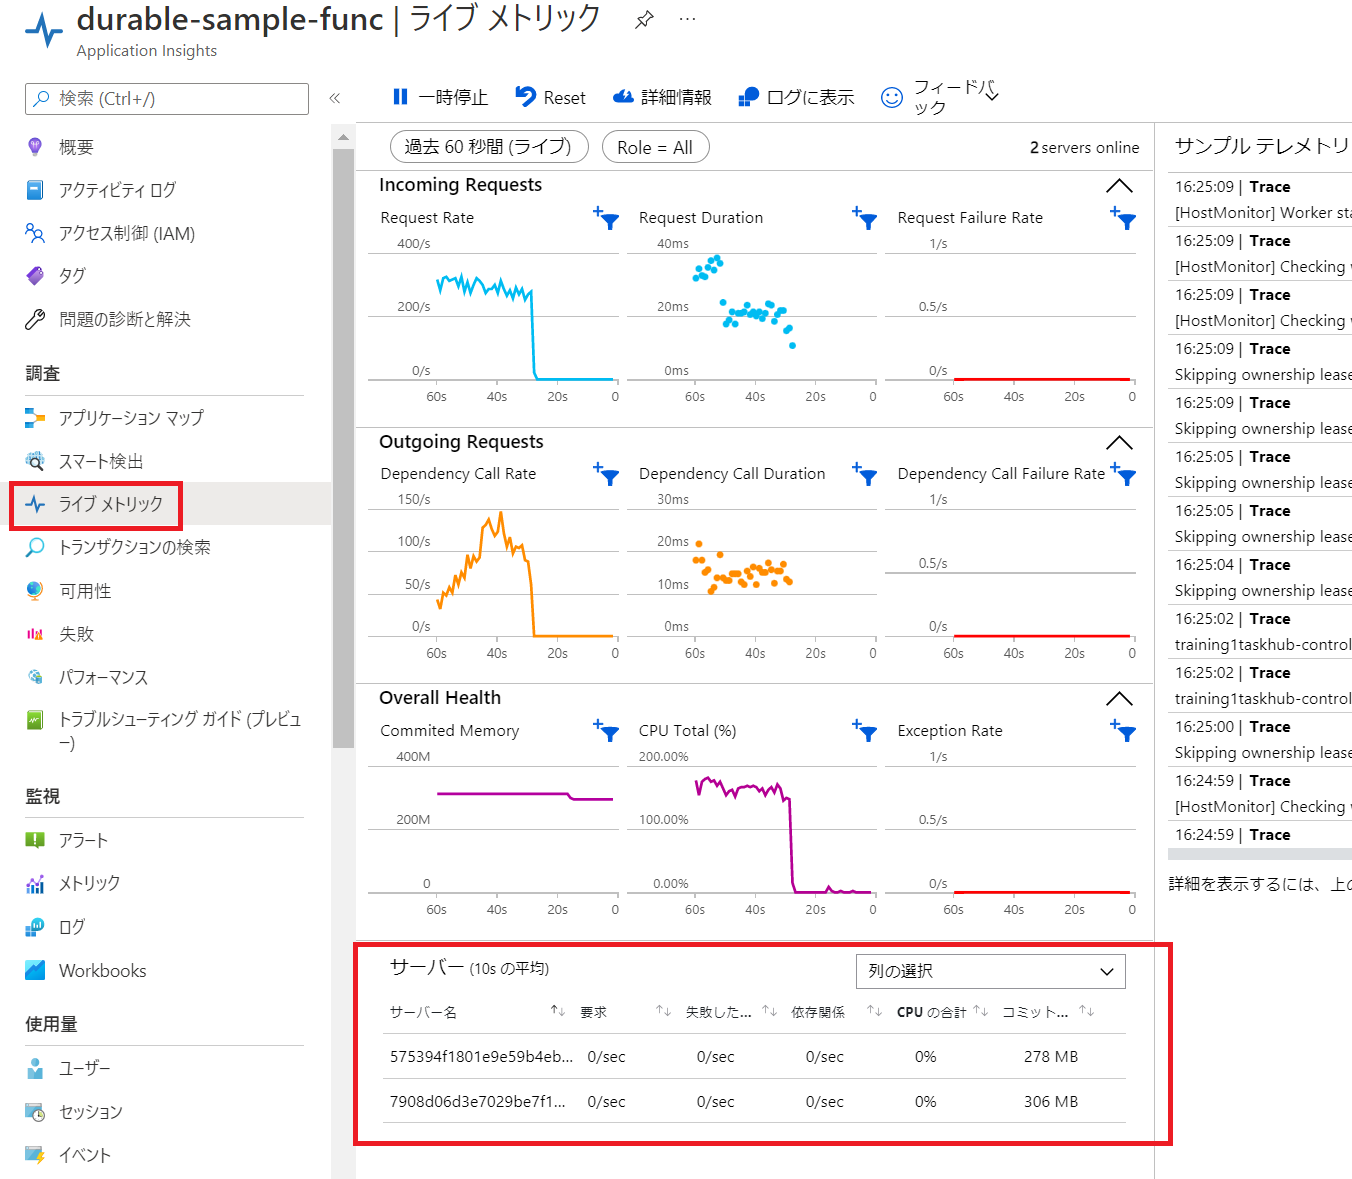 durable-sample-func | ライブ メトリック
Application Insights
検索 (Ctrl+/)
概要
アクティビティ ログ
アクセス制御 (IAM)
タグ
問題の診断と解決
調査
アプリケーション マップ
スマート検出
ライブ メトリック
トランザクションの検索
可用性
失敗
パフォーマンス
トラブルシューティング ガイド (プレビュ
ー)
監視
アラート
メトリック
ログ
Workbooks
使用量
ユーザー
セッション
イベント
一時停止 Reset 詳細情報 ログに表示 フィードバ
ック
過去 60 秒間 (ライブ) Role = All 2 servers online
Incoming Requests
Request Rate Request Duration Request Failure Rate
400/s 40ms 1/s
200/s 20ms 0.5/s
0/s 0ms 0/s
60s 40s 20s 0 60s 40s 20s 0 60s 40s 20s 0
Outgoing Requests
Dependency Call Rate Dependency Call Duration Dependency Call Failure Rate
150/s 30ms 1/s
100/s 20ms
0.5/s
50/s 10ms
0/s 0ms 0/s
60s 40s 20s 0 60s 40s 20s 0 60s 40s 20s 0
Overall Health
Commited Memory CPU Total (%) Exception Rate
400M 200.00% 1/s
200M 100.00% 0.5/s
0 0.00% 0/s
60s 40s 20s 0 60s 40s 20s 0 60s 40s 20s 0
サーバー (10s の平均) 列の選択
サーバー名 ↑↓ 要求 ↑↓ 失敗した... ↑↓ 依存関係 ↑↓ CPU の合計 ↑↓ コミット... ↑↓
575394f1801e9e59b4eb... 0/sec 0/sec 0/sec 0% 278 MB
7908d06d3e7029be7f1... 0/sec 0/sec 0/sec 0% 306 MB
サンプル テレメトリ
16:25:09 | Trace
[HostMonitor] Worker sta
16:25:09 | Trace
[HostMonitor] Checking
16:25:09 | Trace
[HostMonitor] Checking
16:25:09 | Trace
Skipping ownership lease
16:25:09 | Trace
Skipping ownership lease
16:25:05 | Trace
Skipping ownership lease
16:25:05 | Trace
Skipping ownership lease
16:25:04 | Trace
Skipping ownership lease
16:25:02 | Trace
training1taskhub-control
16:25:02 | Trace
training1taskhub-control
16:25:00 | Trace
Skipping ownership lease
16:24:59 | Trace
[HostMonitor] Checking
16:24:59 | Trace
詳細を表示するには、上の